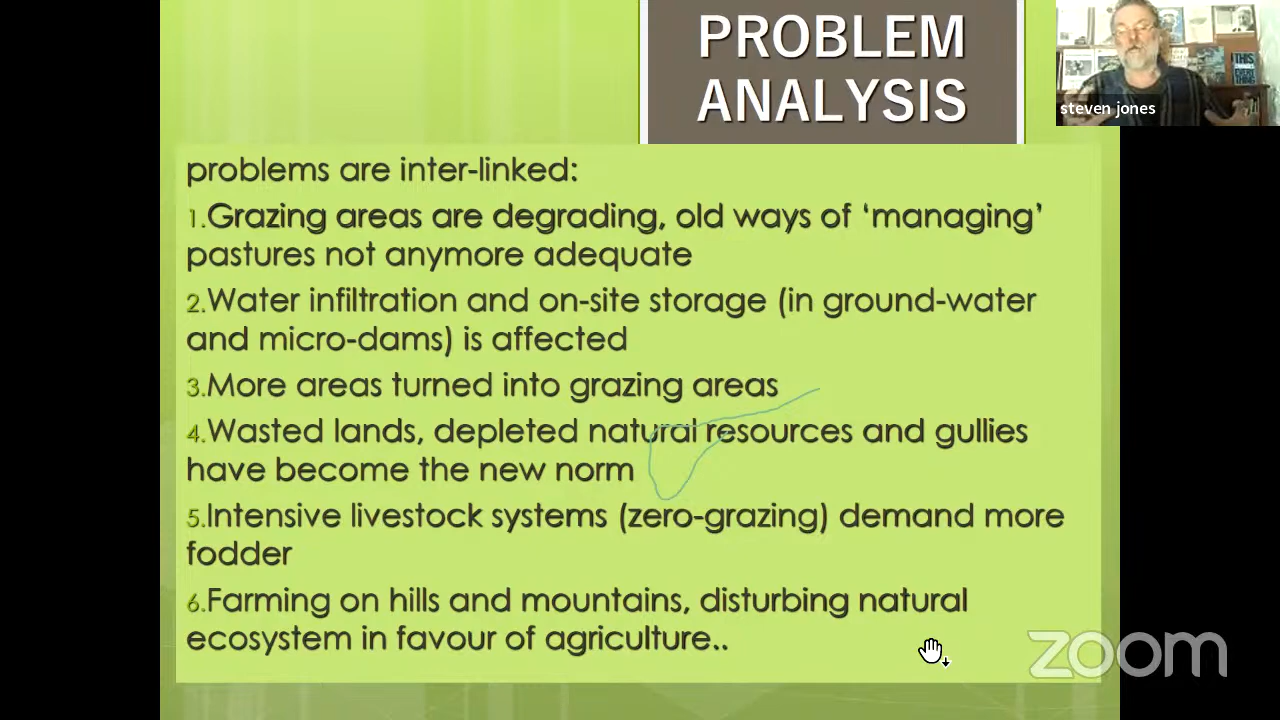 PROBLEM
ANALYSIS
steven jones
THIS
problems are inter-linked:
1.Grazing areas are degrading, old ways of ‘managing’
pastures not anymore adequate
2.Water infiltration and on-site storage (in ground-water
and micro-dams) is affected
3.More areas turned into grazing areas
4.Wasted lands, depleted natural resources and gullies
have become the new norm
5.Intensive livestock systems (zero-grazing) demand more
fodder
6.Farming on hills and mountains, disturbing natural
ecosystem in favour of agriculture..
zoom